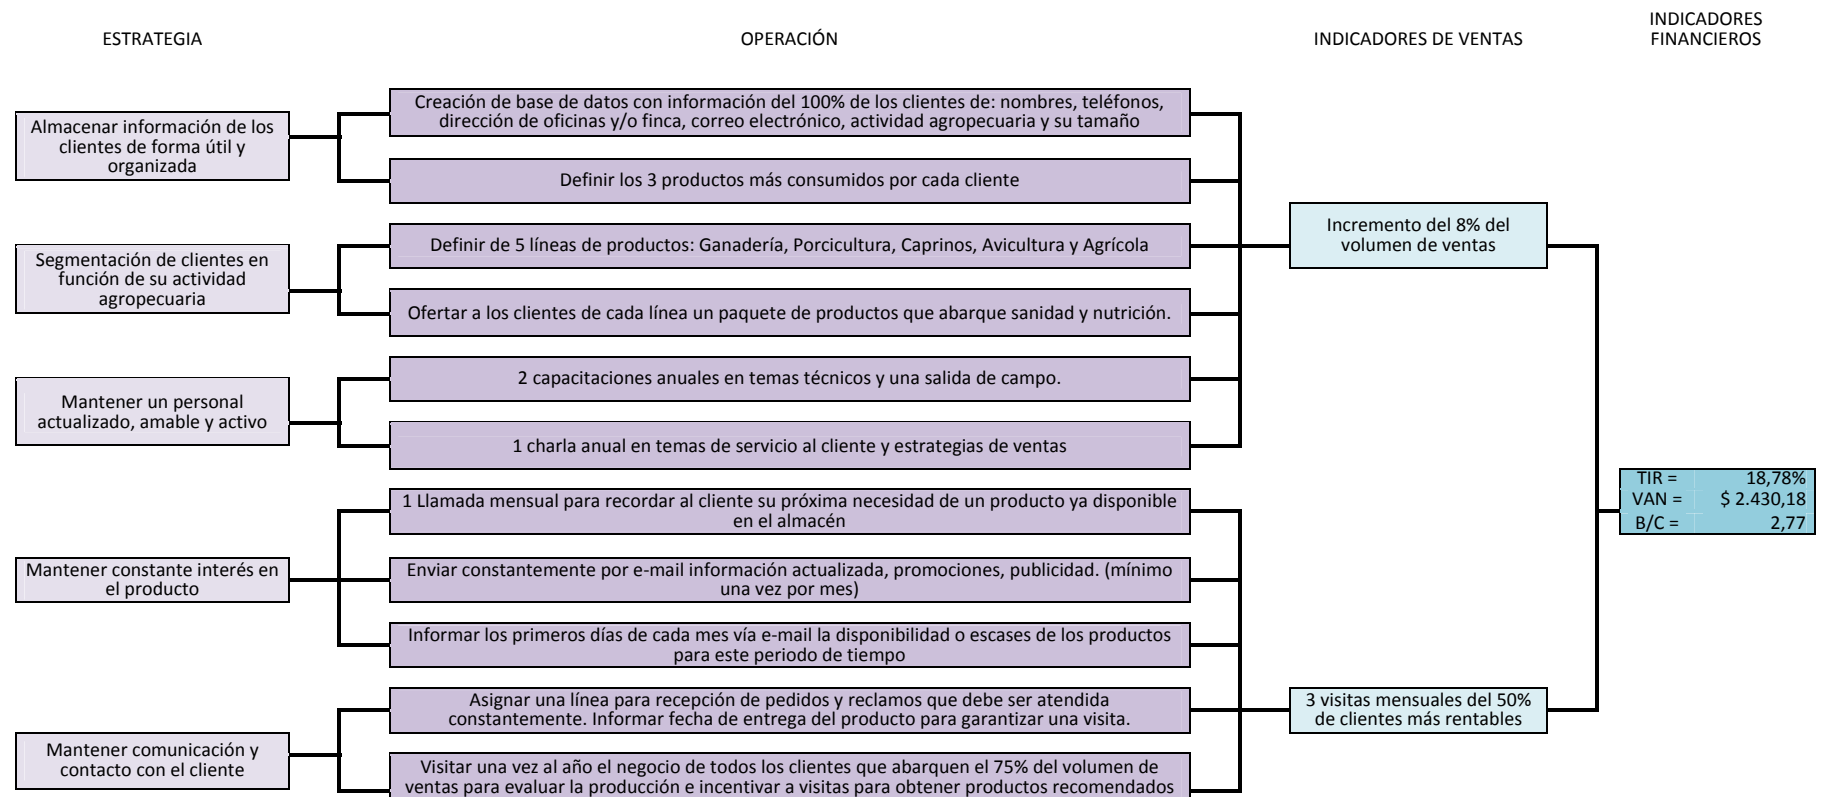 ESTRATEGIA
OPERACIÓN
INDICADORES DE VENTAS
INDICADORES
FINANCIEROS
Almacenar información de los
clientes de forma útil y
organizada
Creación de base de datos con información del 100% de los clientes de: nombres, teléfonos,
dirección de oficinas y/o finca, correo electrónico, actividad agropecuaria y su tamaño
Definir los 3 productos más consumidos por cada cliente
Segmentación de clientes en
función de su actividad
agropecuaria
Definir de 5 líneas de productos: Ganadería, Porcicultura, Caprinos, Avicultura y Agrícola
Ofertar a los clientes de cada línea un paquete de productos que abarque sanidad y nutrición.
Mantener un personal
actualizado, amable y activo
2 capacitaciones anuales en temas técnicos y una salida de campo.
1 charla anual en temas de servicio al cliente y estrategias de ventas
Incremento del 8% del
volumen de ventas
Mantener constante interés en
el producto
1 Llamada mensual para recordar al cliente su próxima necesidad de un producto ya disponible
en el almacén
Enviar constantemente por e-mail información actualizada, promociones, publicidad. (mínimo
una vez por mes)
Informar los primeros días de cada mes vía e-mail la disponibilidad o escases de los productos
para este periodo de tiempo
Mantener comunicación y
contacto con el cliente
Asignar una línea para recepción de pedidos y reclamos que debe ser atendida
constantemente. Informar fecha de entrega del producto para garantizar una visita.
Visitar una vez al año el negocio de todos los clientes que abarquen el 75% del volumen de
ventas para evaluar la producción e incentivar a visitas para obtener productos recomendados
3 visitas mensuales del 50%
de clientes más rentables
TIR = 18,78%
VAN = $ 2.430,18
B/C = 2,77